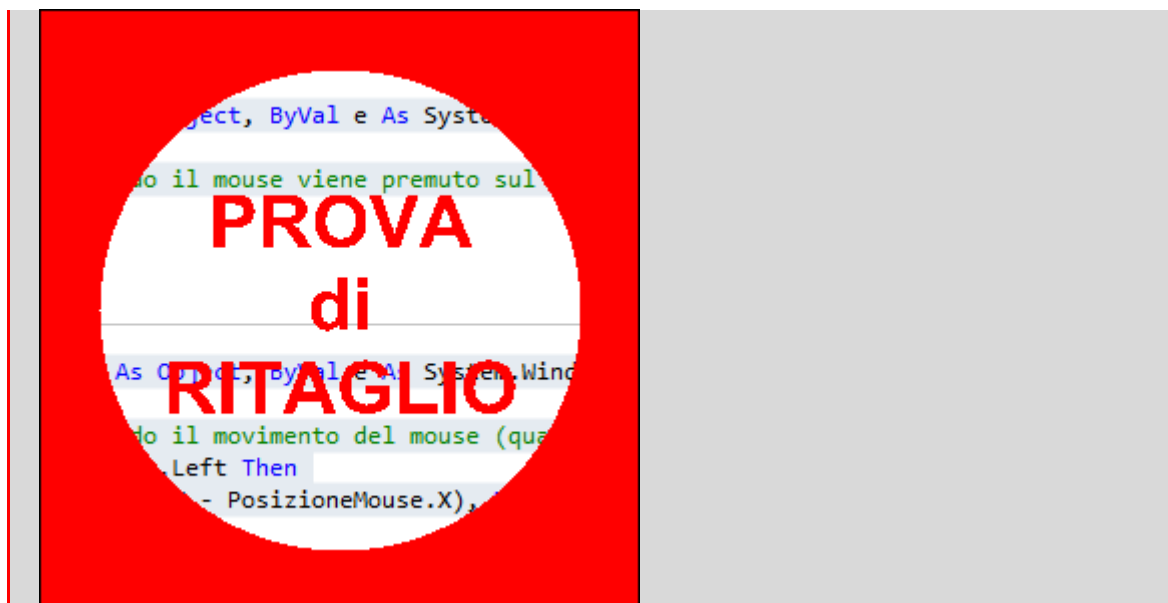 ject, ByVal e As Syste
do il mouse viene premuto sul
PROVA
di
As Object, ByVal e As System.Wind
RITAGLIO
do il movimento del mouse (qua
.Left Then
- PosizioneMouse.X),